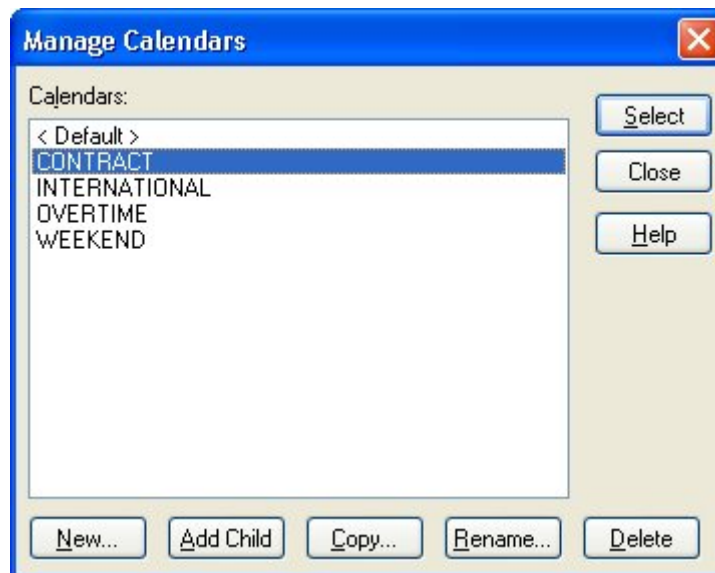 Manage Calendars
Calendars:
< Default >
CONTRACT
INTERNATIONAL
OVERTIME
WEEKEND
Select
Close
Help
New... Add Child Copy... Rename... Delete